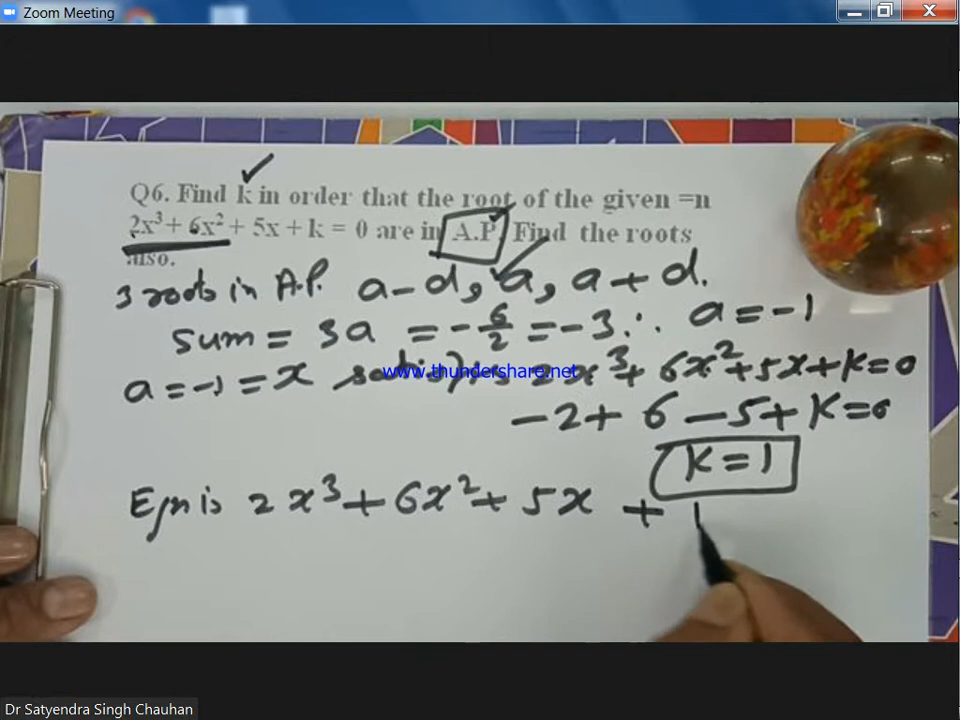 Zoom Meeting
Q6. Find k in order that the root of the given =n
2x³ + 6x² + 5x + k = 0 are in A.P. Find the roots
also.
3 roots in A.P. a-d, a, a+d.
Sum = 3a = -6/2 = -3 ∴ a = -1
a = -1 = x satisfies 2x³ + 6x² + 5x + k = 0
www.thundershare.net
-2 + 6 - 5 + k = 0
k = 1
Eqn is 2x³ + 6x² + 5x + 1
Dr Satyendra Singh Chauhan